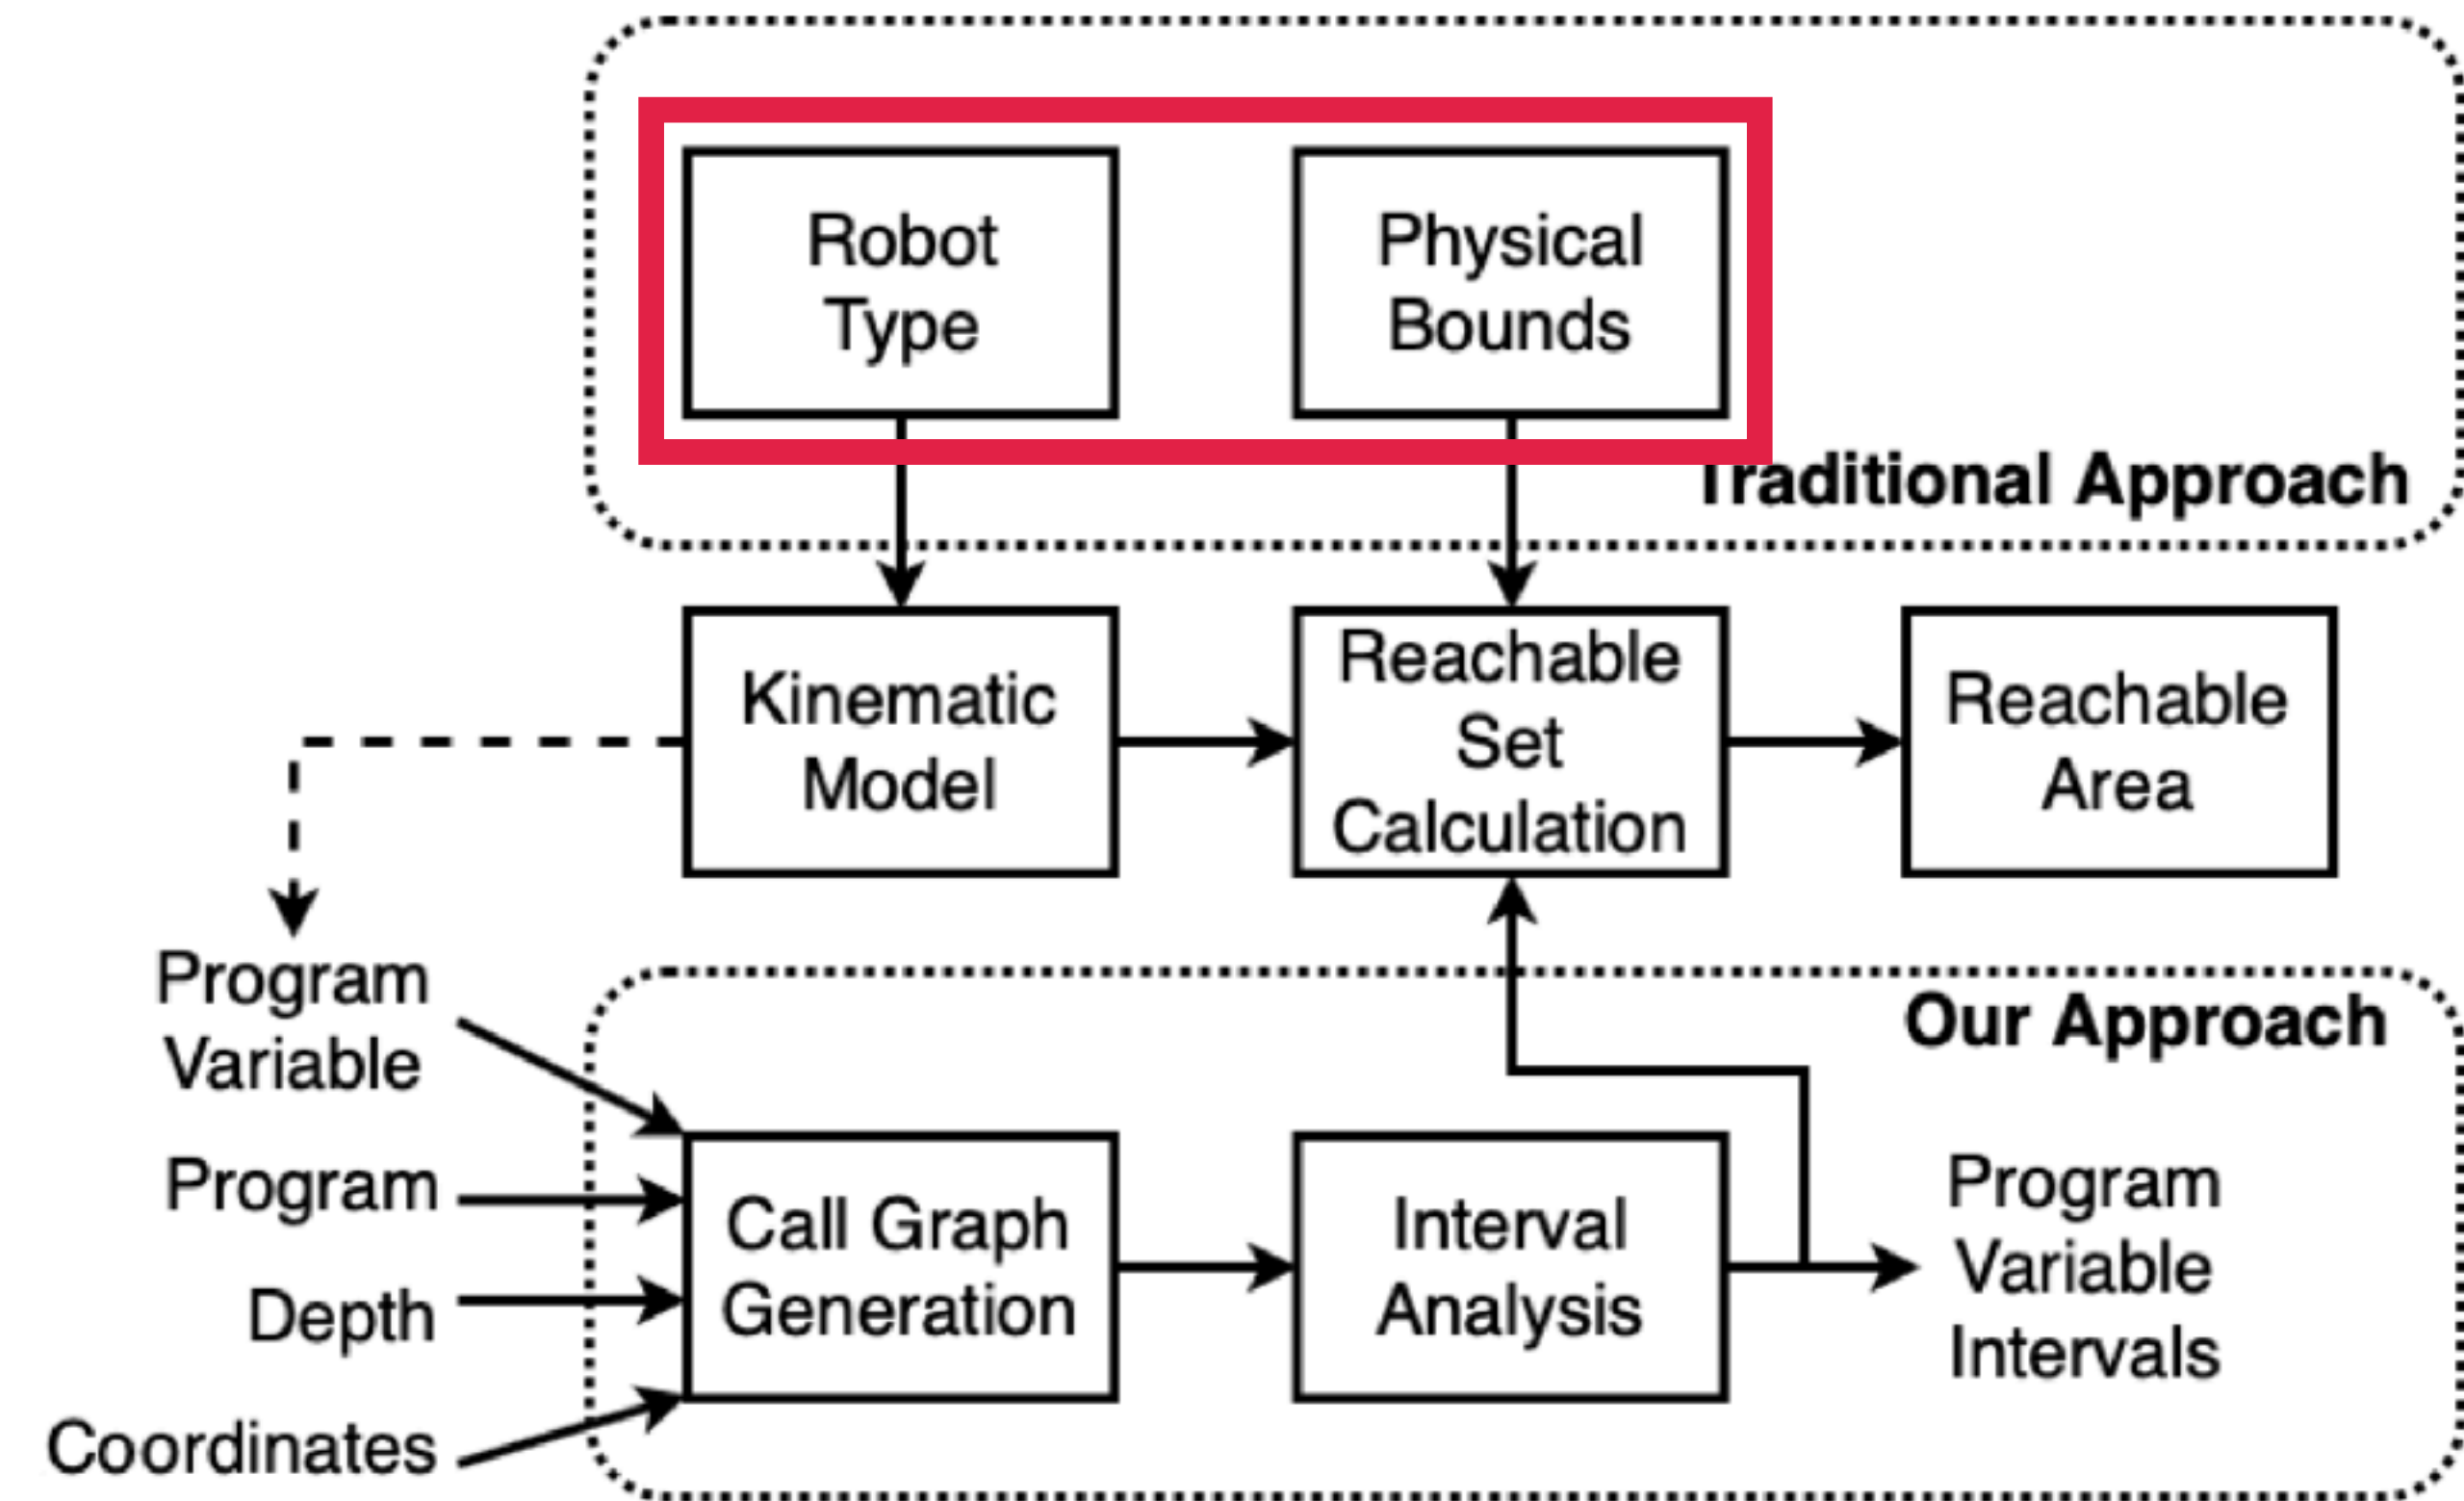 Robot
Type
Physical
Bounds
Traditional Approach
Kinematic
Model
Reachable
Set
Calculation
Reachable
Area
Program
Variable
Our Approach
Program
Depth
Coordinates
Call Graph
Generation
Interval
Analysis
Program
Variable
Intervals